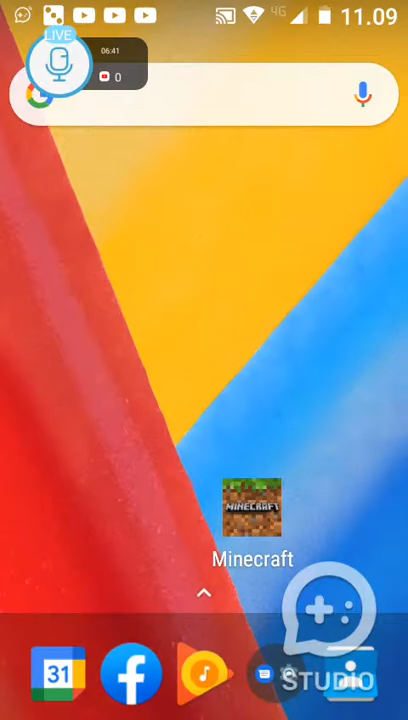 4G 11.09
LIVE
06:41
0
MINECRAFT
Minecraft
31
STUDIO